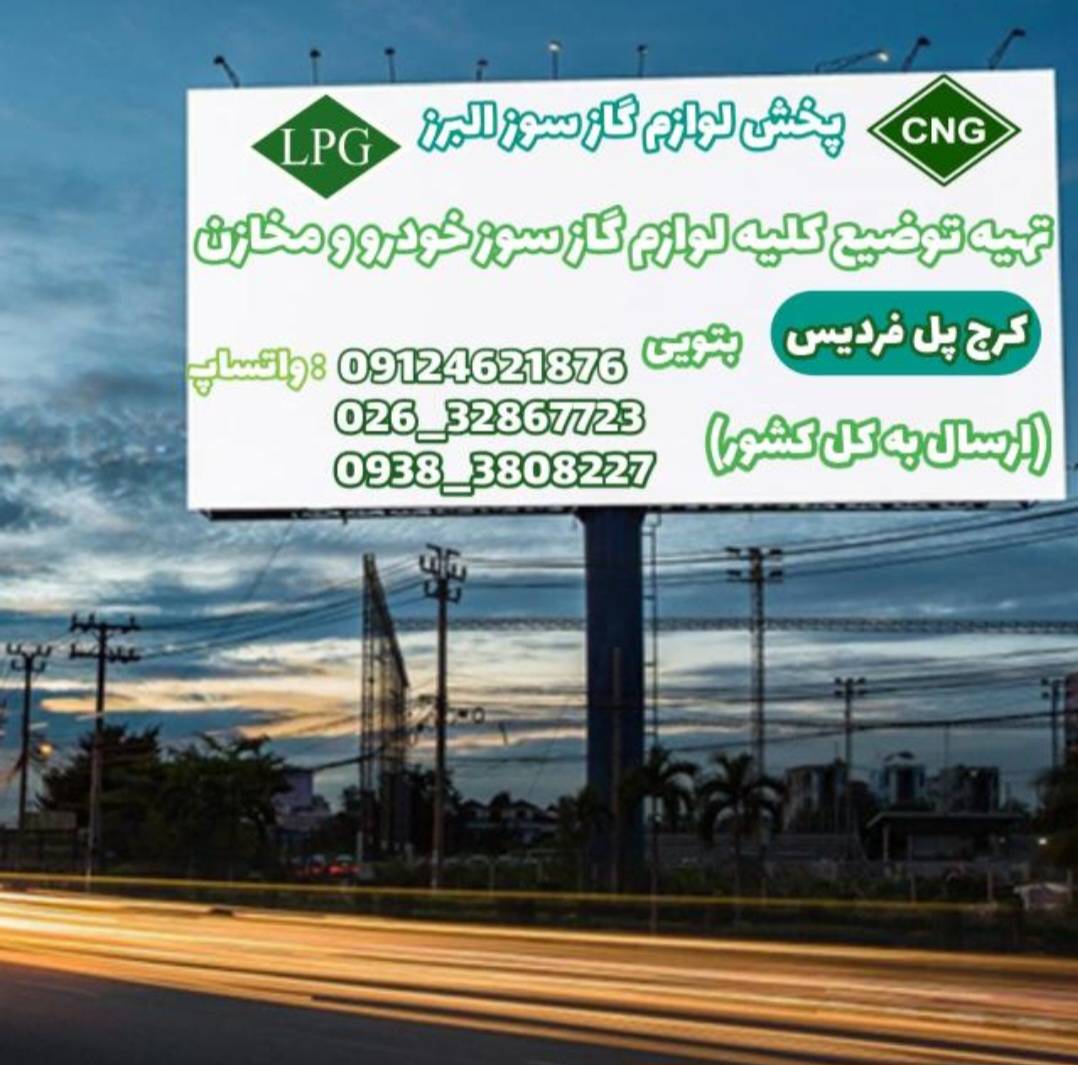 CNG
پخش لوازم گاز سوز البرز
LPG
تهیه توضیع کلیه لوازم گاز سوز خودرو و مخازن
کرج پل فردیس
بتویی
09124621876 : واتساپ
026_32867723
0938_3808227
(ارسال به کل کشور)